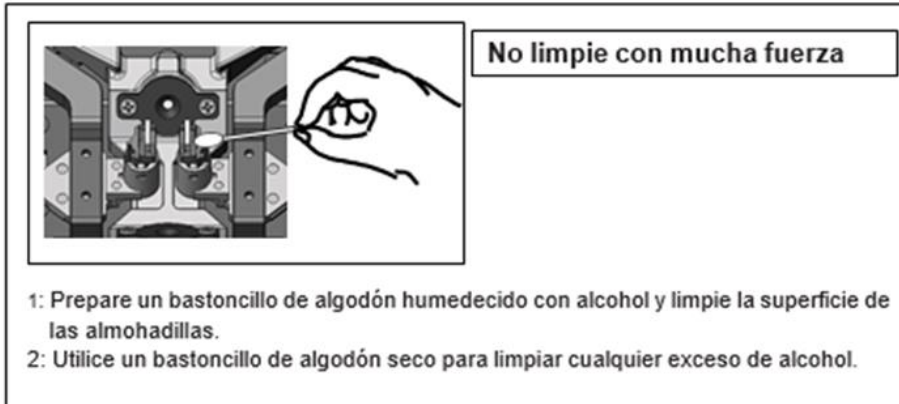 No limpie con mucha fuerza
1: Prepare un bastoncillo de algodón humedecido con alcohol y limpie la superficie de
las almohadillas.
2: Utilice un bastoncillo de algodón seco para limpiar cualquier exceso de alcohol.